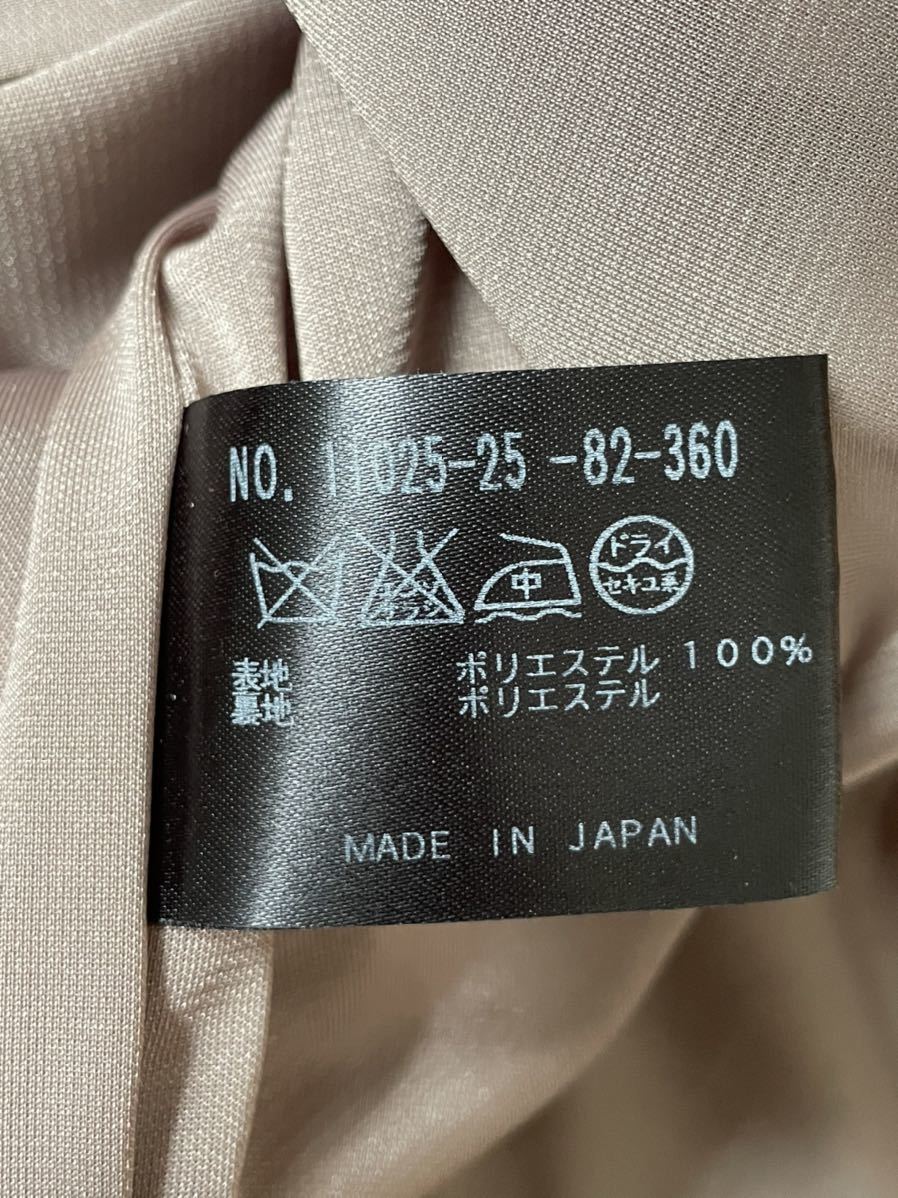 NO. 11025-25 -82-360
中 ドライ セキユ系
表地 ポリエステル 100%
裏地 ポリエステル
MADE IN JAPAN